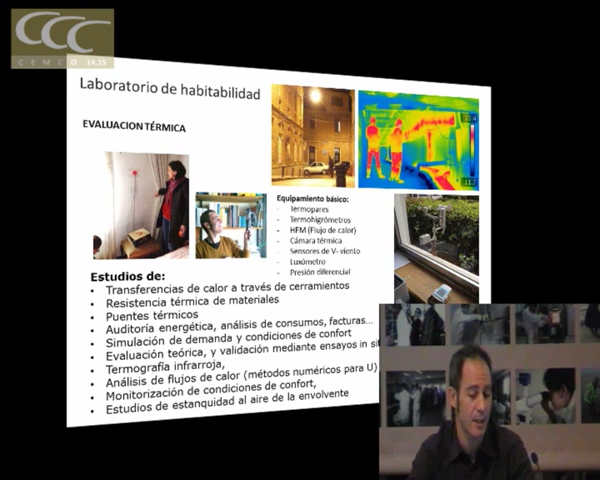 CCC
CEMCO 14.15
Laboratorio de habitabilidad
EVALUACION TÉRMICA
Equipamiento básico:
- Termopares
- Termohigrómetros
- HFM (Flujo de calor)
- Cámara térmica
- Sensores de V- viento
- Luxómetro
- Presión diferencial
Estudios de:
• Transferencias de calor a través de cerramientos
• Resistencia térmica de materiales
• Puentes térmicos
• Auditoría energética, análisis de consumos, facturas…
• Simulación de demanda y condiciones de confort
• Evaluación teórica, y validación mediante ensayos in sit
• Termografía infrarroja,
• Análisis de flujos de calor (métodos numéricos para U)
• Monitorización de condiciones de confort,
• Estudios de estanquidad al aire de la envolvente